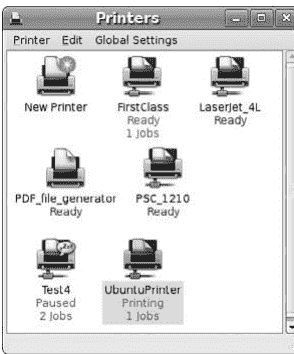 Printers
Printer Edit Global Settings
New Printer
FirstClass
Ready
1 Jobs
LaserJet_4L
Ready
PDF_file_generator
Ready
PSC_1210
Ready
Test4
Paused
2 Jobs
UbuntuPrinter
Printing
1 Jobs